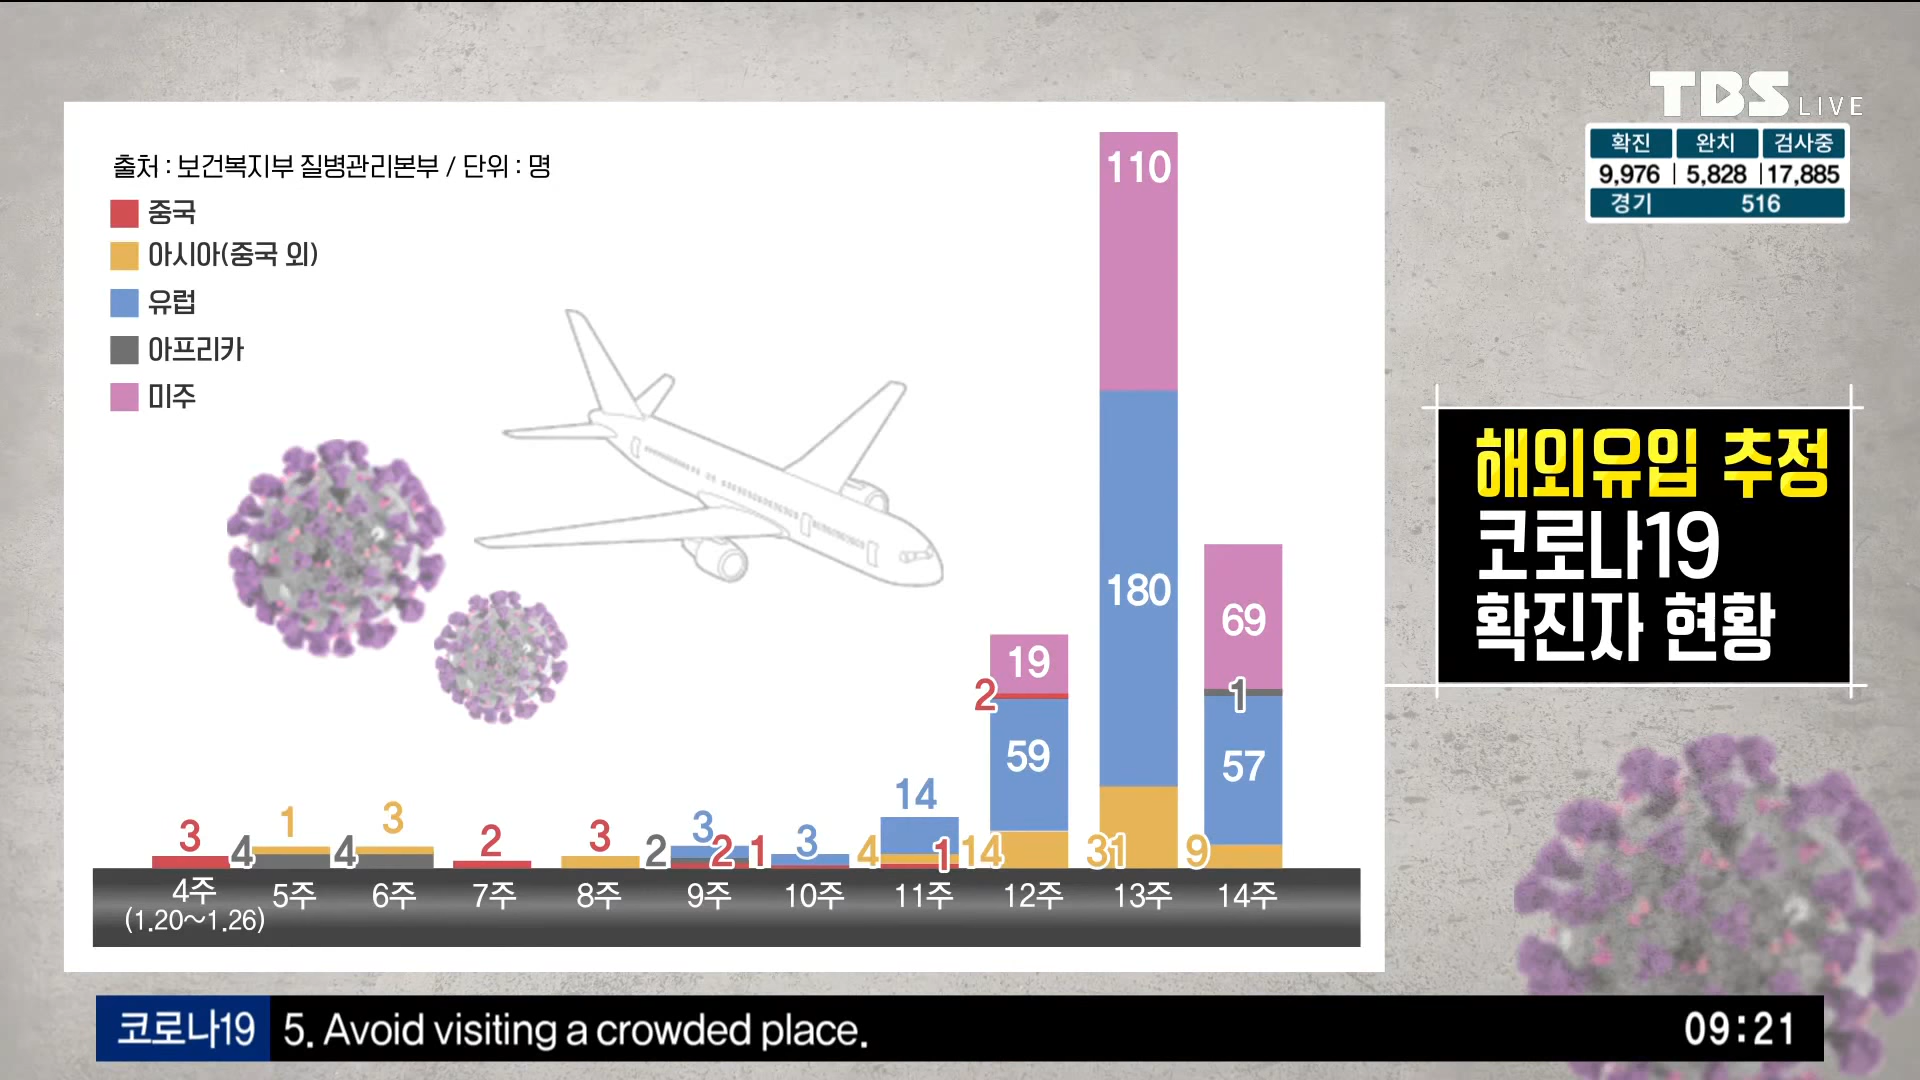 TBS LIVE
확진 완치 검사중
9,976 5,828 17,885
경기 516
출처 : 보건복지부 질병관리본부 / 단위 : 명
중국
아시아(중국 외)
유럽
아프리카
미주
해외유입 추정
코로나19
확진자 현황
110
180
31
69
1
57
9
19
2
59
14
14
4
1
3
1
3
2
2
3
2
3
4
1
4
3
4주 5주 6주 7주 8주 9주 10주 11주 12주 13주 14주
(1.20~1.26)
코로나19 5. Avoid visiting a crowded place. 09:21